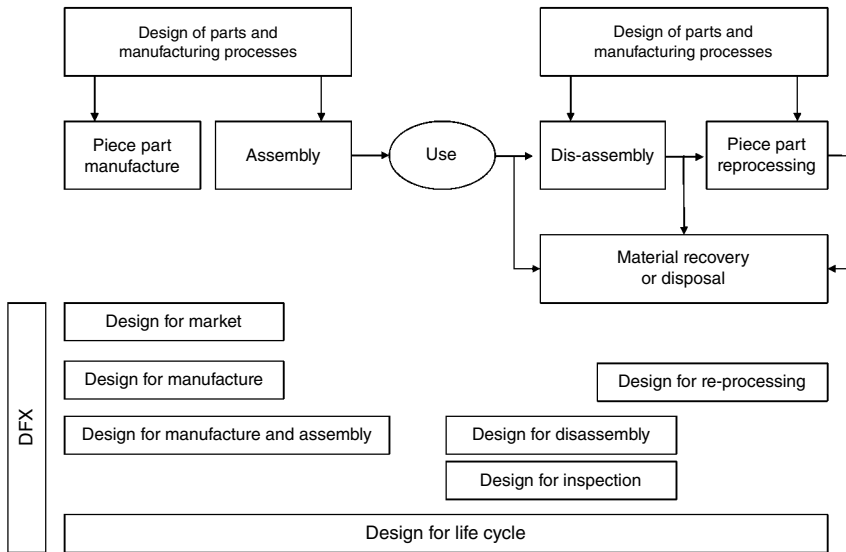 Design of parts and
manufacturing processes
Design of parts and
manufacturing processes
Piece part
manufacture
Assembly
Use
Dis-assembly
Piece part
reprocessing
Material recovery
or disposal
DFX
Design for market
Design for manufacture
Design for re-processing
Design for manufacture and assembly
Design for disassembly
Design for inspection
Design for life cycle